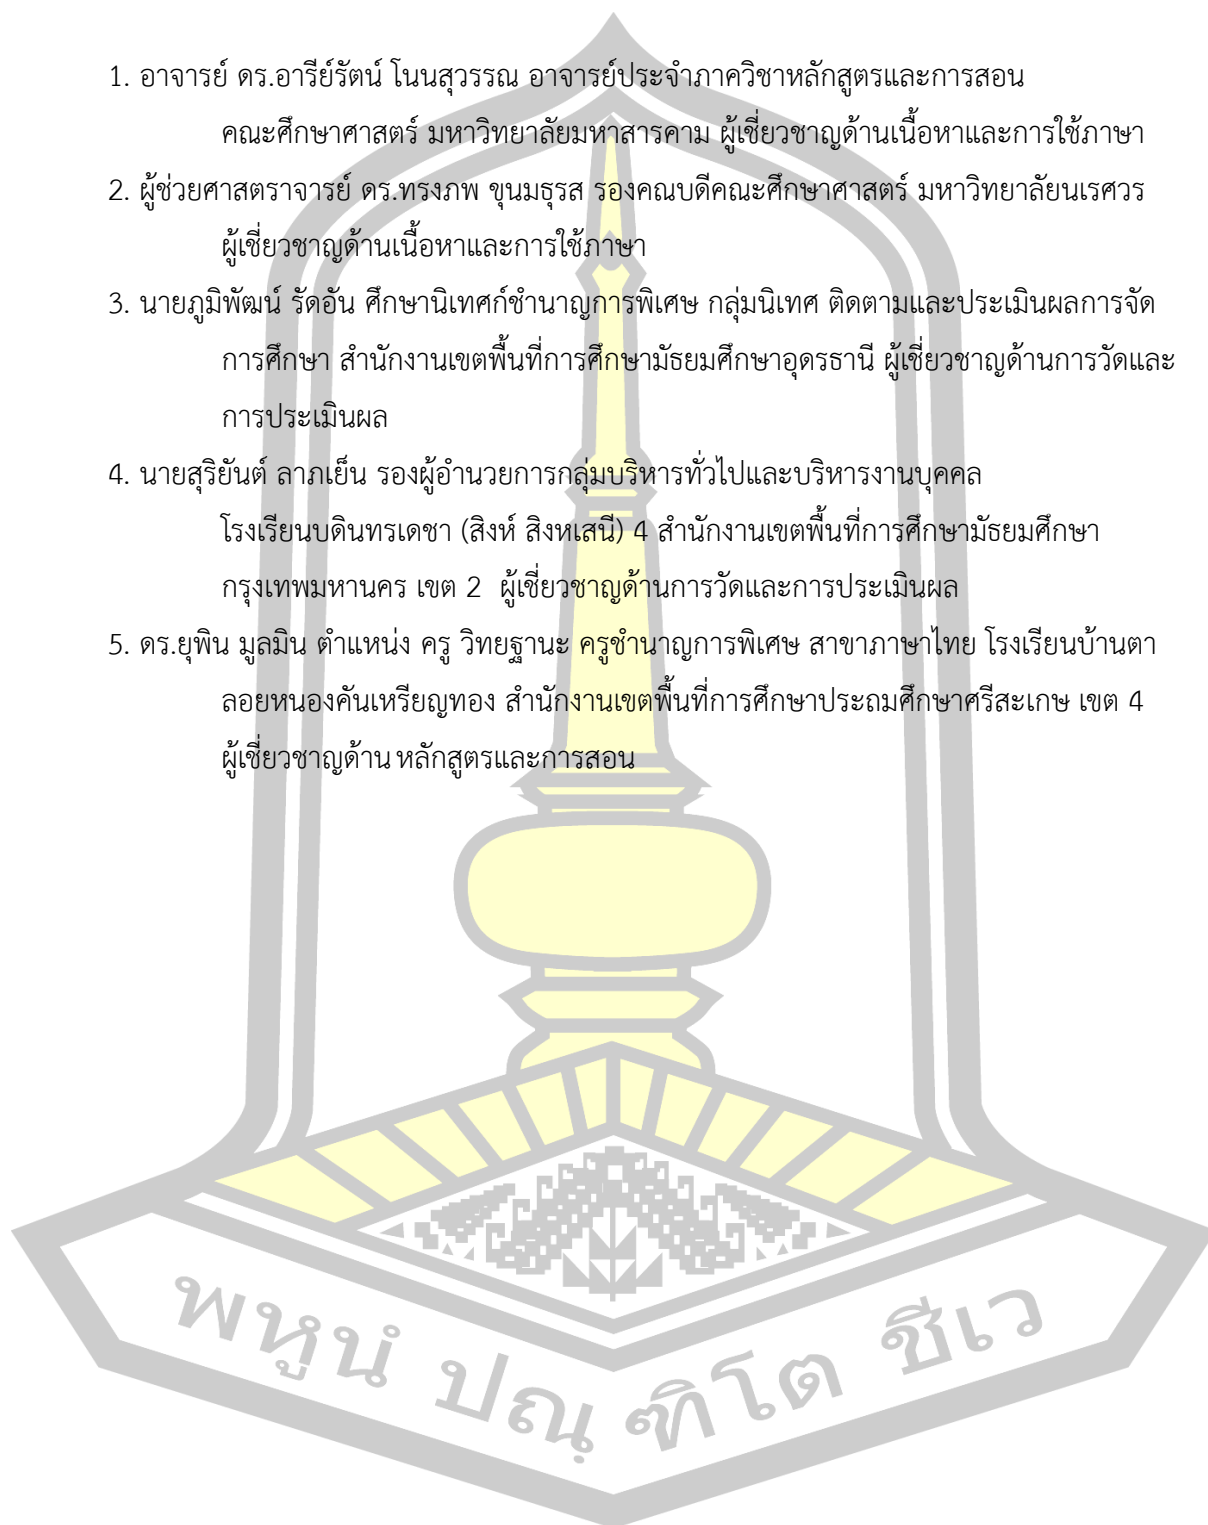 1. อาจารย์ ดร.อารีย์รัตน์ โนนสุวรรณ อาจารย์ประจำภาควิชาหลักสูตรและการสอน
คณะศึกษาศาสตร์ มหาวิทยาลัยมหาสารคาม ผู้เชี่ยวชาญด้านเนื้อหาและการใช้ภาษา
2. ผู้ช่วยศาสตราจารย์ ดร.ทรงภพ ขุนมธุรส รองคณบดีคณะศึกษาศาสตร์ มหาวิทยาลัยนเรศวร
ผู้เชี่ยวชาญด้านเนื้อหาและการใช้ภาษา
3. นายภูมิพัฒน์ รัดอัน ศึกษานิเทศก์ชำนาญการพิเศษ กลุ่มนิเทศ ติดตามและประเมินผลการจัด
การศึกษา สำนักงานเขตพื้นที่การศึกษามัธยมศึกษาอุดรธานี ผู้เชี่ยวชาญด้านการวัดและ
การประเมินผล
4. นายสุริยันต์ ลาภเย็น รองผู้อำนวยการกลุ่มบริหารทั่วไปและบริหารงานบุคคล
โรงเรียนบดินทรเดชา (สิงห์ สิงหเสนี) 4 สำนักงานเขตพื้นที่การศึกษามัธยมศึกษา
กรุงเทพมหานคร เขต 2 ผู้เชี่ยวชาญด้านการวัดและการประเมินผล
5. ดร.ยุพิน มูลมิน ตำแหน่ง ครู วิทยฐานะ ครูชำนาญการพิเศษ สาขาภาษาไทย โรงเรียนบ้านตา
ลอยหนองคันเหรียญทอง สำนักงานเขตพื้นที่การศึกษาประถมศึกษาศรีสะเกษ เขต 4
ผู้เชี่ยวชาญด้าน หลักสูตรและการสอน
พหูนํ ปณฺ ฑิโต ชีเว